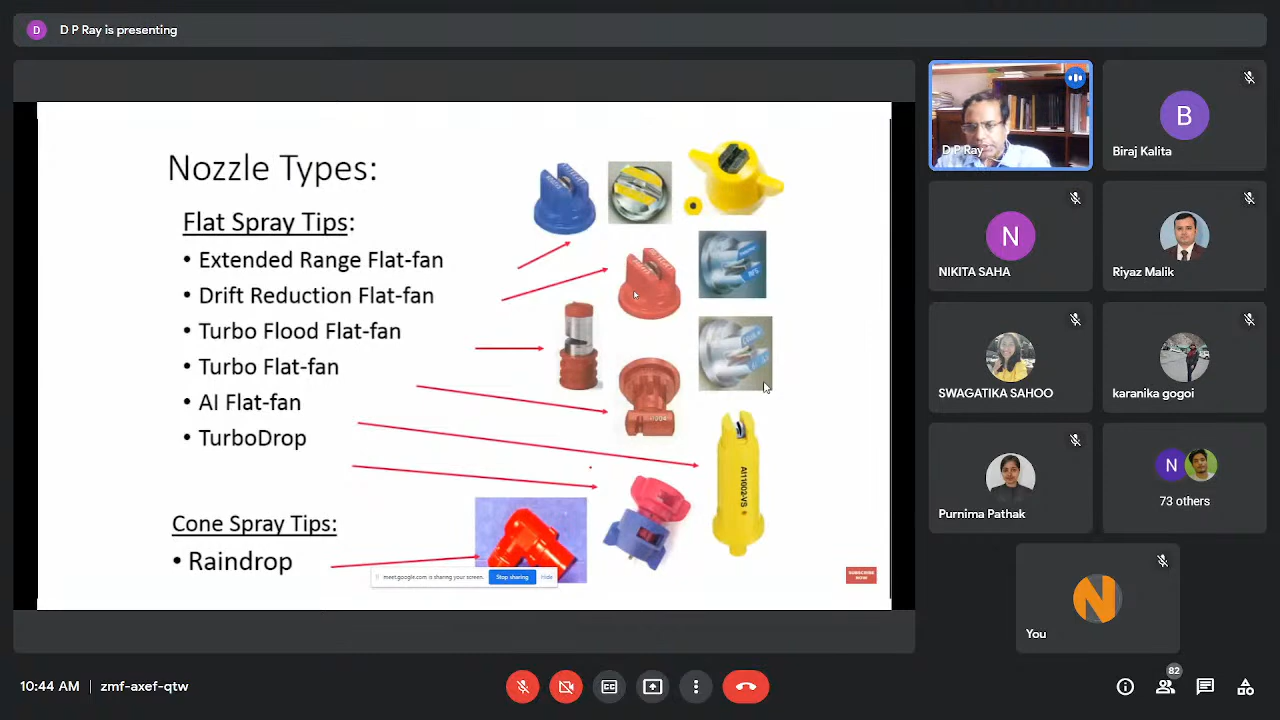 D
D P Ray is presenting
Nozzle Types:
Flat Spray Tips:
• Extended Range Flat-fan
• Drift Reduction Flat-fan
• Turbo Flood Flat-fan
• Turbo Flat-fan
• AI Flat-fan
• TurboDrop
Cone Spray Tips:
• Raindrop
AI11002-VS
meet.google.com is sharing your screen.
Stop sharing
Hide
SUBSCRIBE
NOW
D P Ray
B
Biraj Kalita
N
NIKITA SAHA
Riyaz Malik
SWAGATIKA SAHOO
karanika gogoi
Purnima Pathak
N
73 others
N
You
10:44 AM | zmf-axef-qtw
82